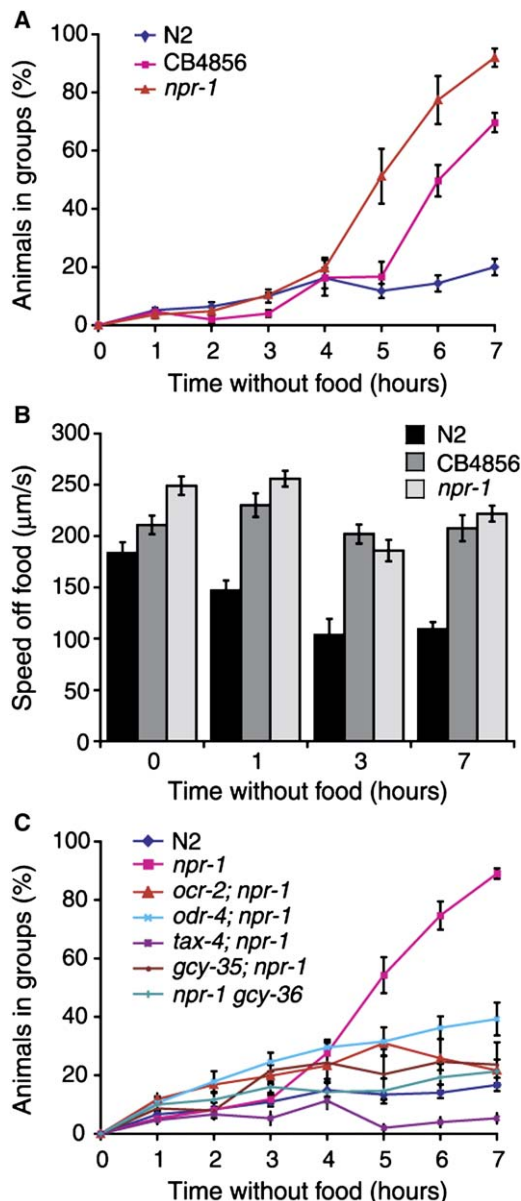 A
N2
CB4856
npr-1
Animals in groups (%)
100
80
60
40
20
0
0 1 2 3 4 5 6 7
Time without food (hours)
B
N2
CB4856
npr-1
Speed off food (μm/s)
300
250
200
150
100
50
0
0 1 3 7
Time without food (hours)
C
N2
npr-1
ocr-2; npr-1
odr-4; npr-1
tax-4; npr-1
gcy-35; npr-1
npr-1 gcy-36
Animals in groups (%)
100
80
60
40
20
0
0 1 2 3 4 5 6 7
Time without food (hours)